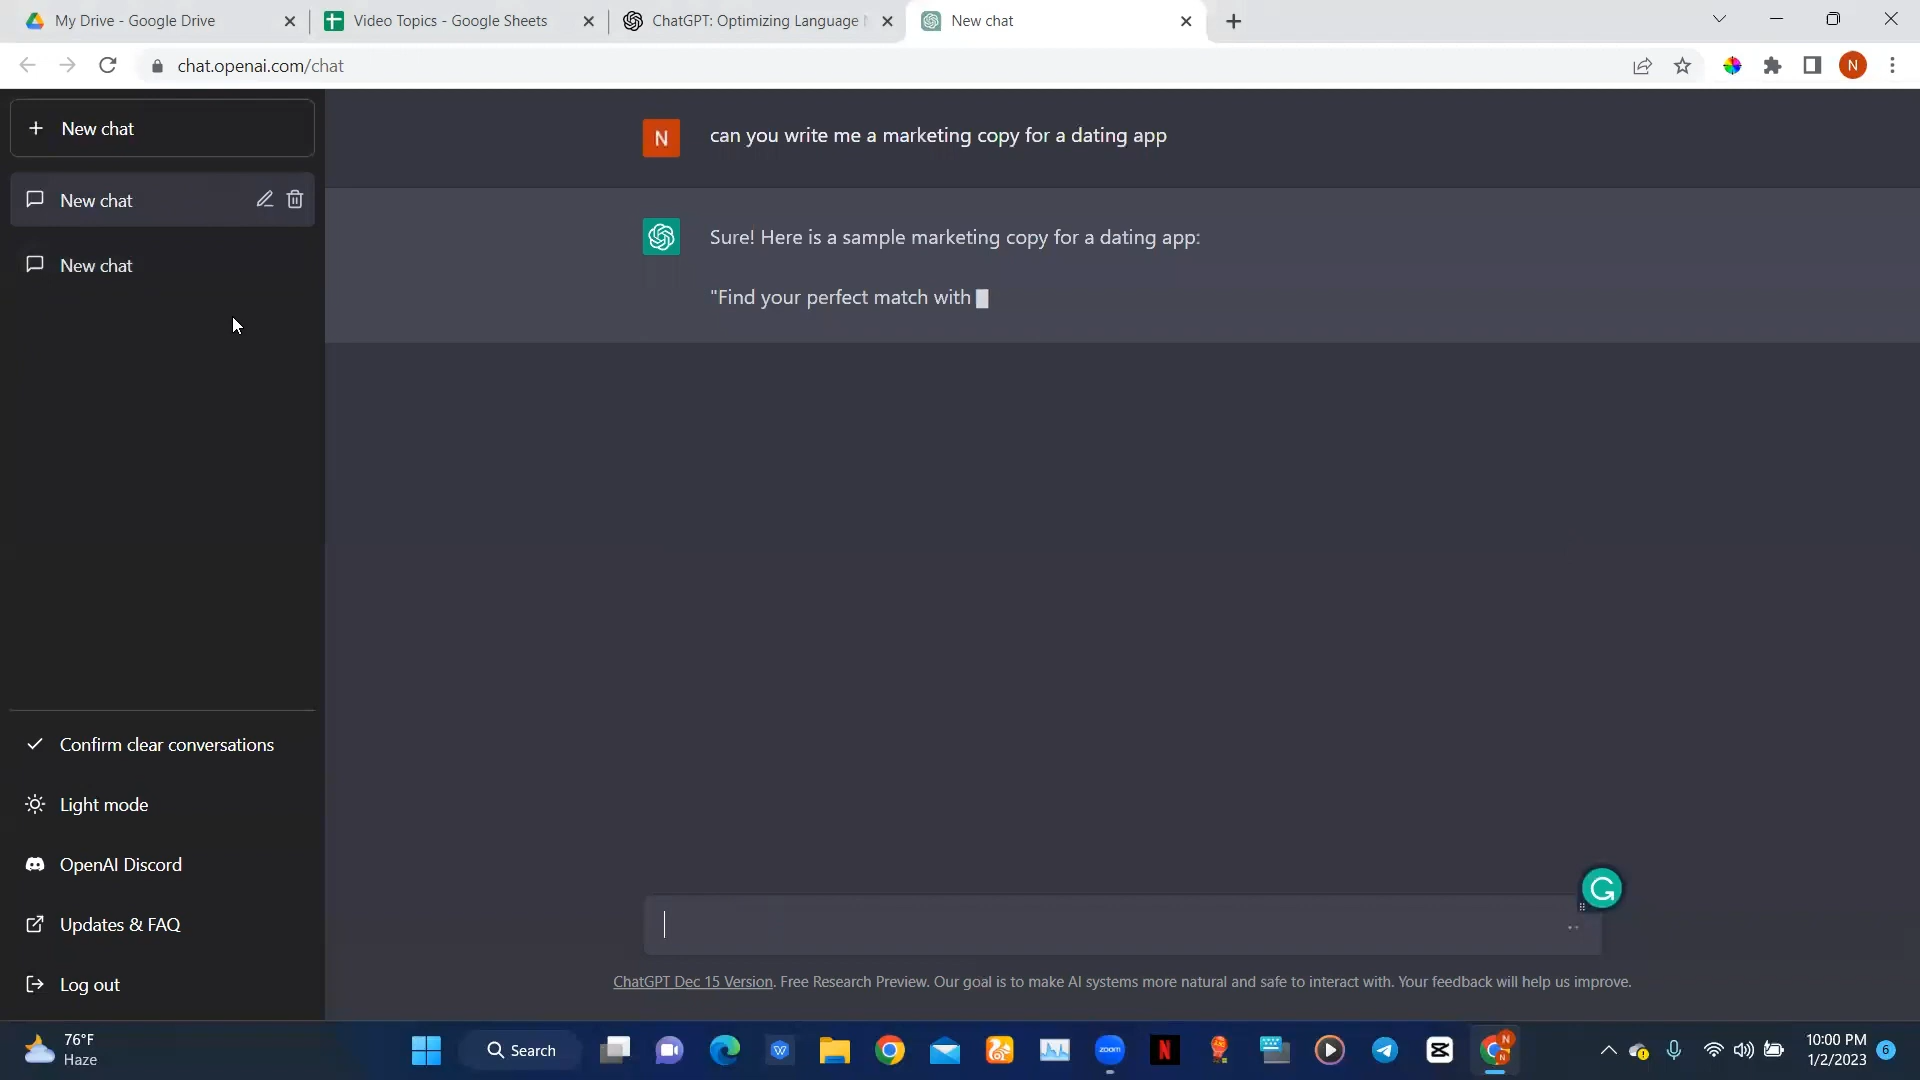 My Drive - Google Drive
Video Topics - Google Sheets
ChatGPT: Optimizing Language
New chat
chat.openai.com/chat
N
New chat
N
can you write me a marketing copy for a dating app
New chat
Sure! Here is a sample marketing copy for a dating app:
New chat
"Find your perfect match with
Confirm clear conversations
Light mode
OpenAI Discord
Updates & FAQ
ChatGPT Dec 15 Version. Free Research Preview. Our goal is to make AI systems more natural and safe to interact with. Your feedback will help us improve.
Log out
76°F
Haze
Search
zoom
N
N
N
10:00 PM
1/2/2023
6